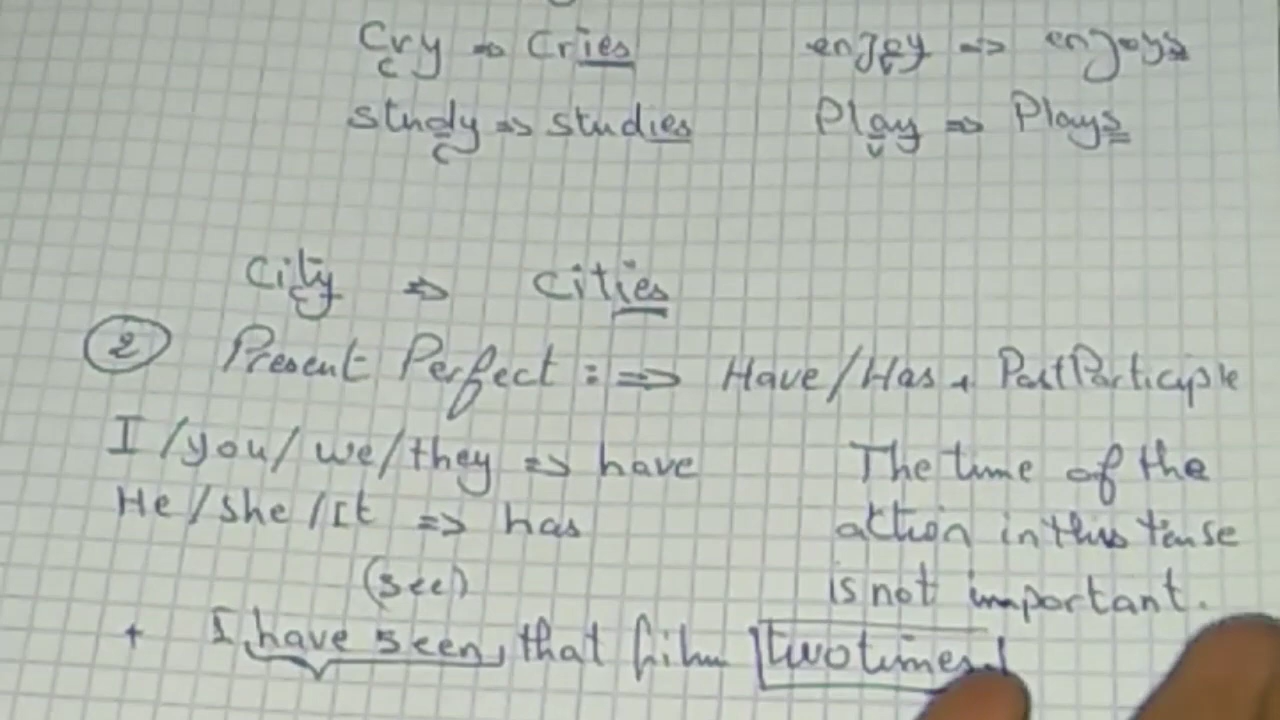 Cry => Cries enjoy => enjoys
study => studies Play => Plays
City => cities
2 Present Perfect : => Have/Has + Past Participle
I/you/we/they => have
He/she/It => has
The time of the
action in this tense
is not important.
(see)
+ I have seen that film two times